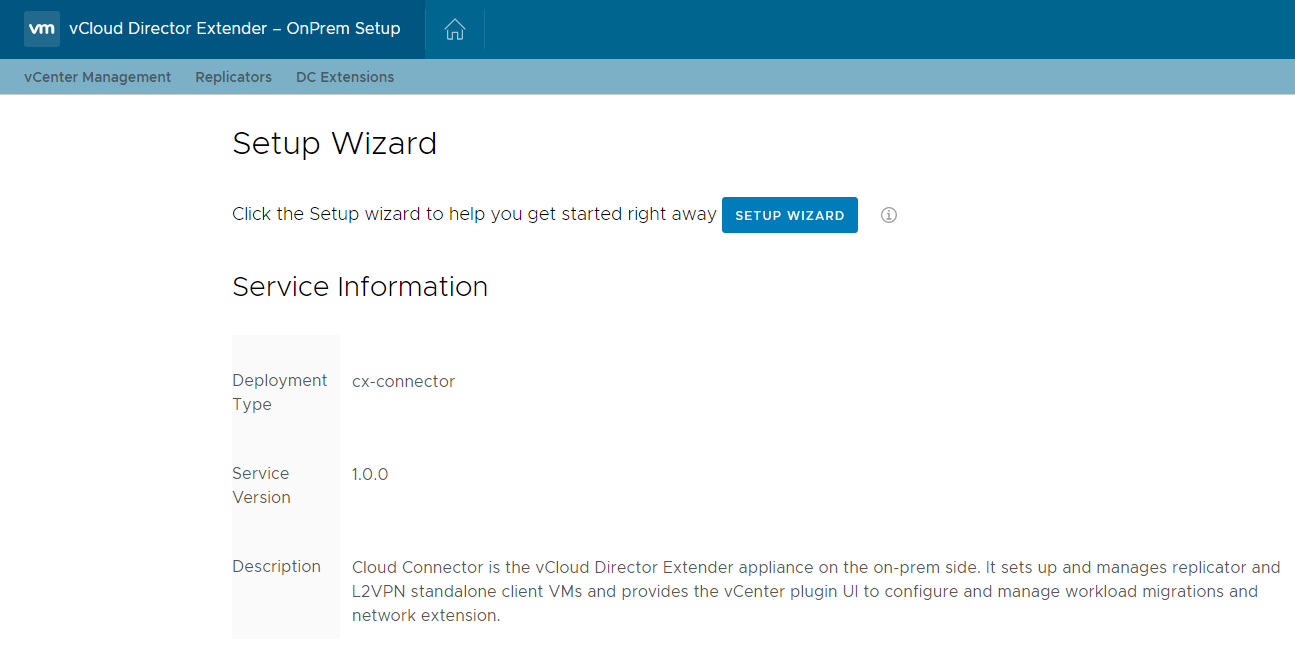 vm vCloud Director Extender – OnPrem Setup
vCenter Management Replicators DC Extensions
Setup Wizard
Click the Setup wizard to help you get started right away SETUP WIZARD
Service Information
Deployment Type
cx-connector
Service Version
1.0.0
Description
Cloud Connector is the vCloud Director Extender appliance on the on-prem side. It sets up and manages replicator and
L2VPN standalone client VMs and provides the vCenter plugin UI to configure and manage workload migrations and
network extension.